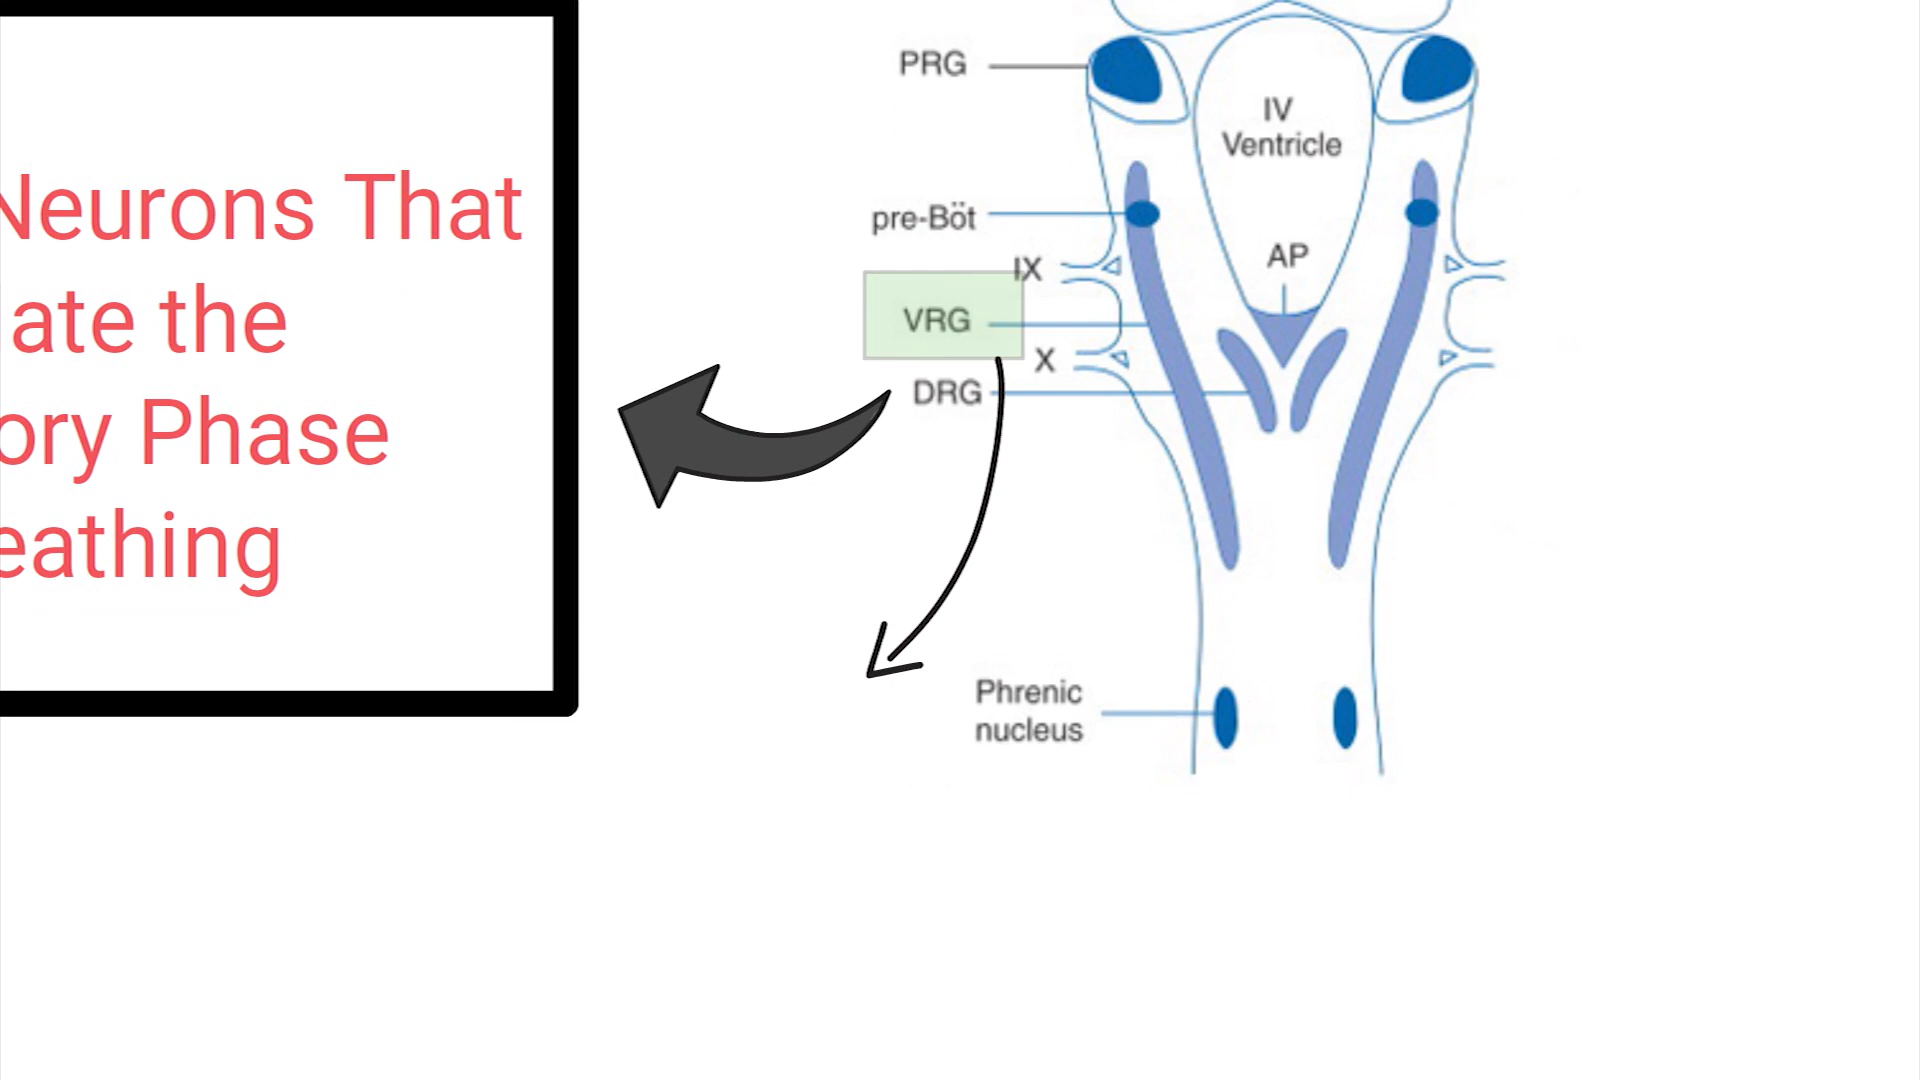 Neurons That
ate the
ory Phase
eathing
PRG
IV
Ventricle
pre-Böt
AP
IX
VRG
X
DRG
Phrenic
nucleus